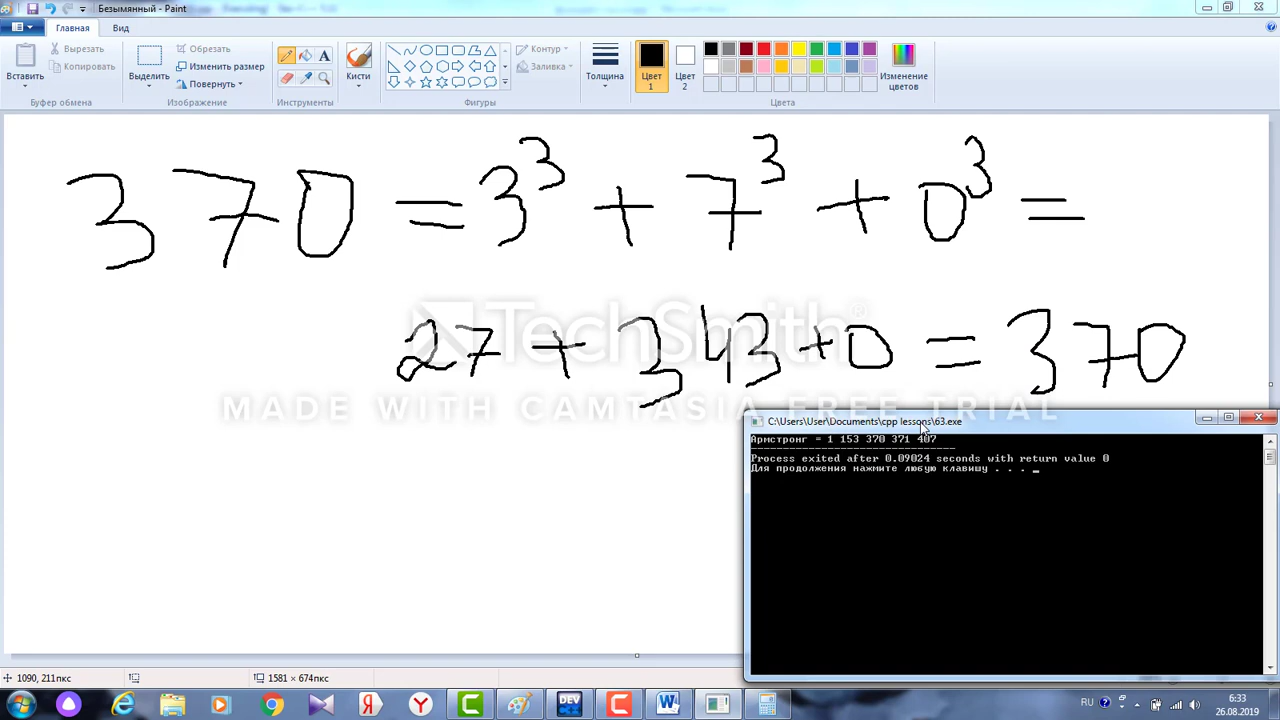 Безымянный - Paint
Главная Вид
Вставить
Вырезать
Копировать
Буфер обмена
Выделить
Обрезать
Изменить размер
Повернуть
Изображение
Инструменты
Кисти
Контур
Заливка
Фигуры
Толщина
Цвет 1
Цвет 2
Изменение цветов
Цвета
370 = 3³ + 7³ + 0³ =
27 + 343 + 0 = 370
TechSmith®
MADE WITH CAMTASIA FREE TRIAL
C:\Users\User\Documents\cpp lessons\63.exe
Армстронг = 1 153 370 371 407
--------------------------------
Process exited after 0.09024 seconds with return value 0
Для продолжения нажмите любую клавишу . . . _
1090, 211пкс
1581 × 674пкс
RU
6:33
26.08.2019